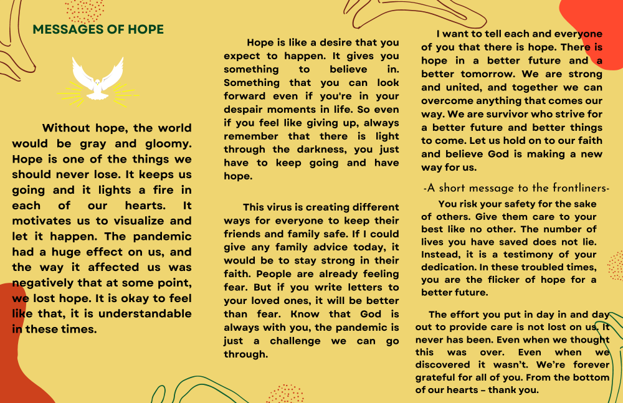 MESSAGES OF HOPE
Without hope, the world
would be gray and gloomy.
Hope is one of the things we
should never lose. It keeps us
going and it lights a fire in
each of our hearts. It
motivates us to visualize and
let it happen. The pandemic
had a huge effect on us, and
the way it affected us was
negatively that at some point,
we lost hope. It is okay to feel
like that, it is understandable
in these times.
Hope is like a desire that you
expect to happen. It gives you
something to believe in.
Something that you can look
forward even if you're in your
despair moments in life. So even
if you feel like giving up, always
remember that there is light
through the darkness, you just
have to keep going and have
hope.
This virus is creating different
ways for everyone to keep their
friends and family safe. If I could
give any family advice today, it
would be to stay strong in their
faith. People are already feeling
fear. But if you write letters to
your loved ones, it will be better
than fear. Know that God is
always with you, the pandemic is
just a challenge we can go
through.
I want to tell each and everyone
of you that there is hope. There is
hope in a better future and a
better tomorrow. We are strong
and united, and together we can
overcome anything that comes our
way. We are survivor who strive for
a better future and better things
to come. Let us hold on to our faith
and believe God is making a new
way for us.
-A short message to the frontliners-
You risk your safety for the sake
of others. Give them care to your
best like no other. The number of
lives you have saved does not lie.
Instead, it is a testimony of your
dedication. In these troubled times,
you are the flicker of hope for a
better future.
The effort you put in day in and day
out to provide care is not lost on us. It
never has been. Even when we thought
this was over. Even when we
discovered it wasn't. We're forever
grateful for all of you. From the bottom
of our hearts – thank you.